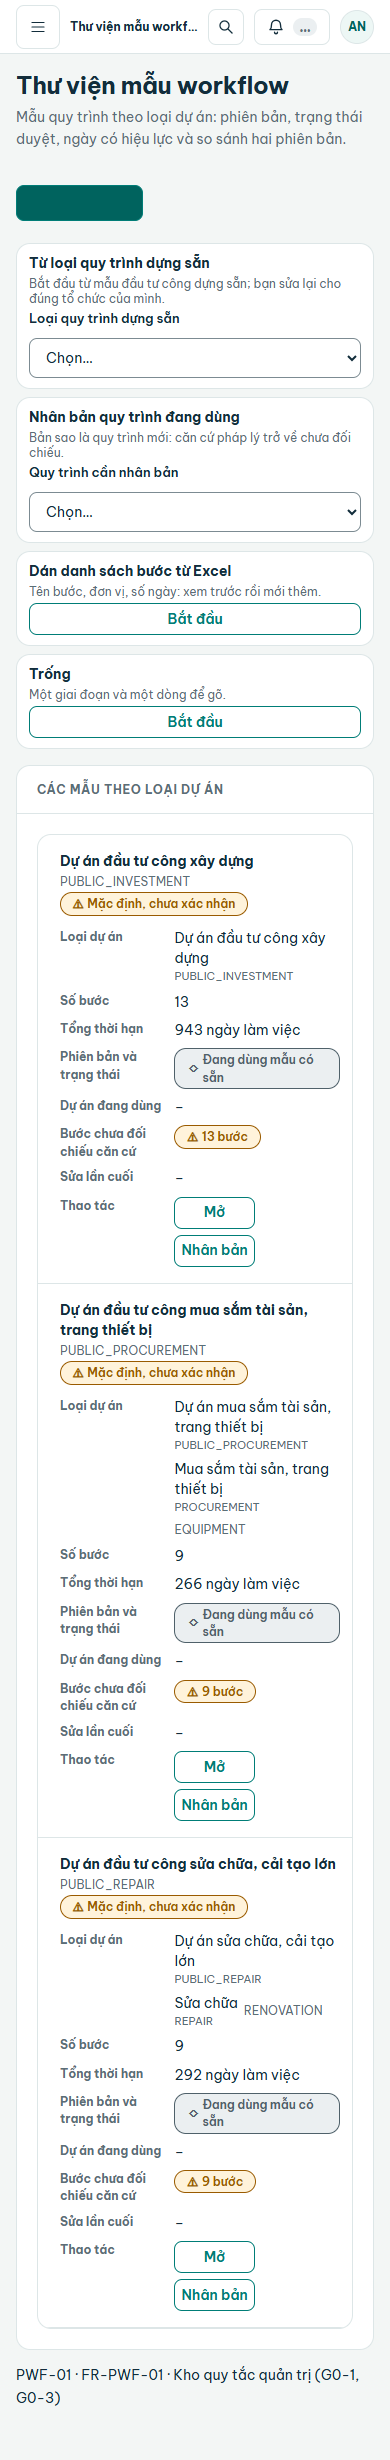 Thư viện mẫu workf...
...
AN
Thư viện mẫu workflow
Mẫu quy trình theo loại dự án: phiên bản, trạng thái
duyệt, ngày có hiệu lực và so sánh hai phiên bản.
Từ loại quy trình dựng sẵn
Bắt đầu từ mẫu đầu tư công dựng sẵn; bạn sửa lại cho
đúng tổ chức của mình.
Loại quy trình dựng sẵn
Chọn...
Nhân bản quy trình đang dùng
Bản sao là quy trình mới: căn cứ pháp lý trở về chưa đối
chiếu.
Quy trình cần nhân bản
Chọn...
Dán danh sách bước từ Excel
Tên bước, đơn vị, số ngày: xem trước rồi mới thêm.
Bắt đầu
Trống
Một giai đoạn và một dòng để gõ.
Bắt đầu
CÁC MẪU THEO LOẠI DỰ ÁN
Dự án đầu tư công xây dựng
PUBLIC_INVESTMENT
⚠ Mặc định, chưa xác nhận
Loại dự án
Dự án đầu tư công xây
dựng
PUBLIC_INVESTMENT
Số bước
13
Tổng thời hạn
943 ngày làm việc
Phiên bản và
trạng thái
◇ Đang dùng mẫu có
sẵn
Dự án đang dùng
–
Bước chưa đối
chiếu căn cứ
⚠ 13 bước
Sửa lần cuối
–
Thao tác
Mở
Nhân bản
Dự án đầu tư công mua sắm tài sản,
trang thiết bị
PUBLIC_PROCUREMENT
⚠ Mặc định, chưa xác nhận
Loại dự án
Dự án mua sắm tài sản,
trang thiết bị
PUBLIC_PROCUREMENT
Mua sắm tài sản, trang
thiết bị
PROCUREMENT
EQUIPMENT
Số bước
9
Tổng thời hạn
266 ngày làm việc
Phiên bản và
trạng thái
◇ Đang dùng mẫu có
sẵn
Dự án đang dùng
–
Bước chưa đối
chiếu căn cứ
⚠ 9 bước
Sửa lần cuối
–
Thao tác
Mở
Nhân bản
Dự án đầu tư công sửa chữa, cải tạo lớn
PUBLIC_REPAIR
⚠ Mặc định, chưa xác nhận
Loại dự án
Dự án sửa chữa, cải tạo
lớn
PUBLIC_REPAIR
Sửa chữa
REPAIR
RENOVATION
Số bước
9
Tổng thời hạn
292 ngày làm việc
Phiên bản và
trạng thái
◇ Đang dùng mẫu có
sẵn
Dự án đang dùng
–
Bước chưa đối
chiếu căn cứ
⚠ 9 bước
Sửa lần cuối
–
Thao tác
Mở
Nhân bản
PWF-01 · FR-PWF-01 · Kho quy tắc quản trị (G0-1,
G0-3)